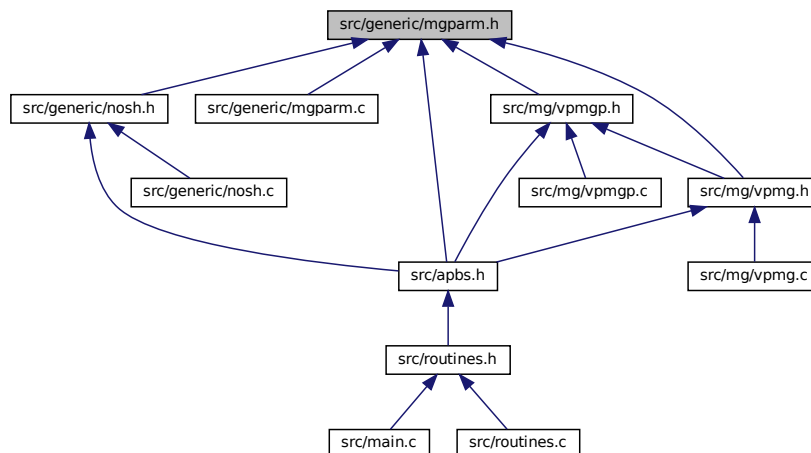 src/generic/mgparm.h
src/generic/nosh.h
src/generic/mgparm.c
src/mg/vpmgp.h
src/generic/nosh.c
src/mg/vpmgp.c
src/mg/vpmg.h
src/apbs.h
src/mg/vpmg.c
src/routines.h
src/main.c
src/routines.c